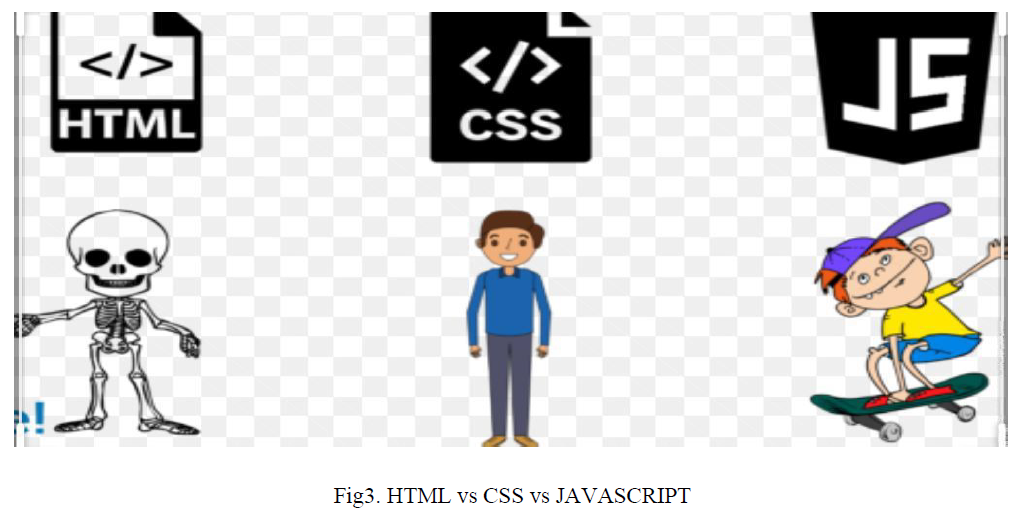 </>
HTML
</>
CSS
JS
e!
Fig3. HTML vs CSS vs JAVASCRIPT